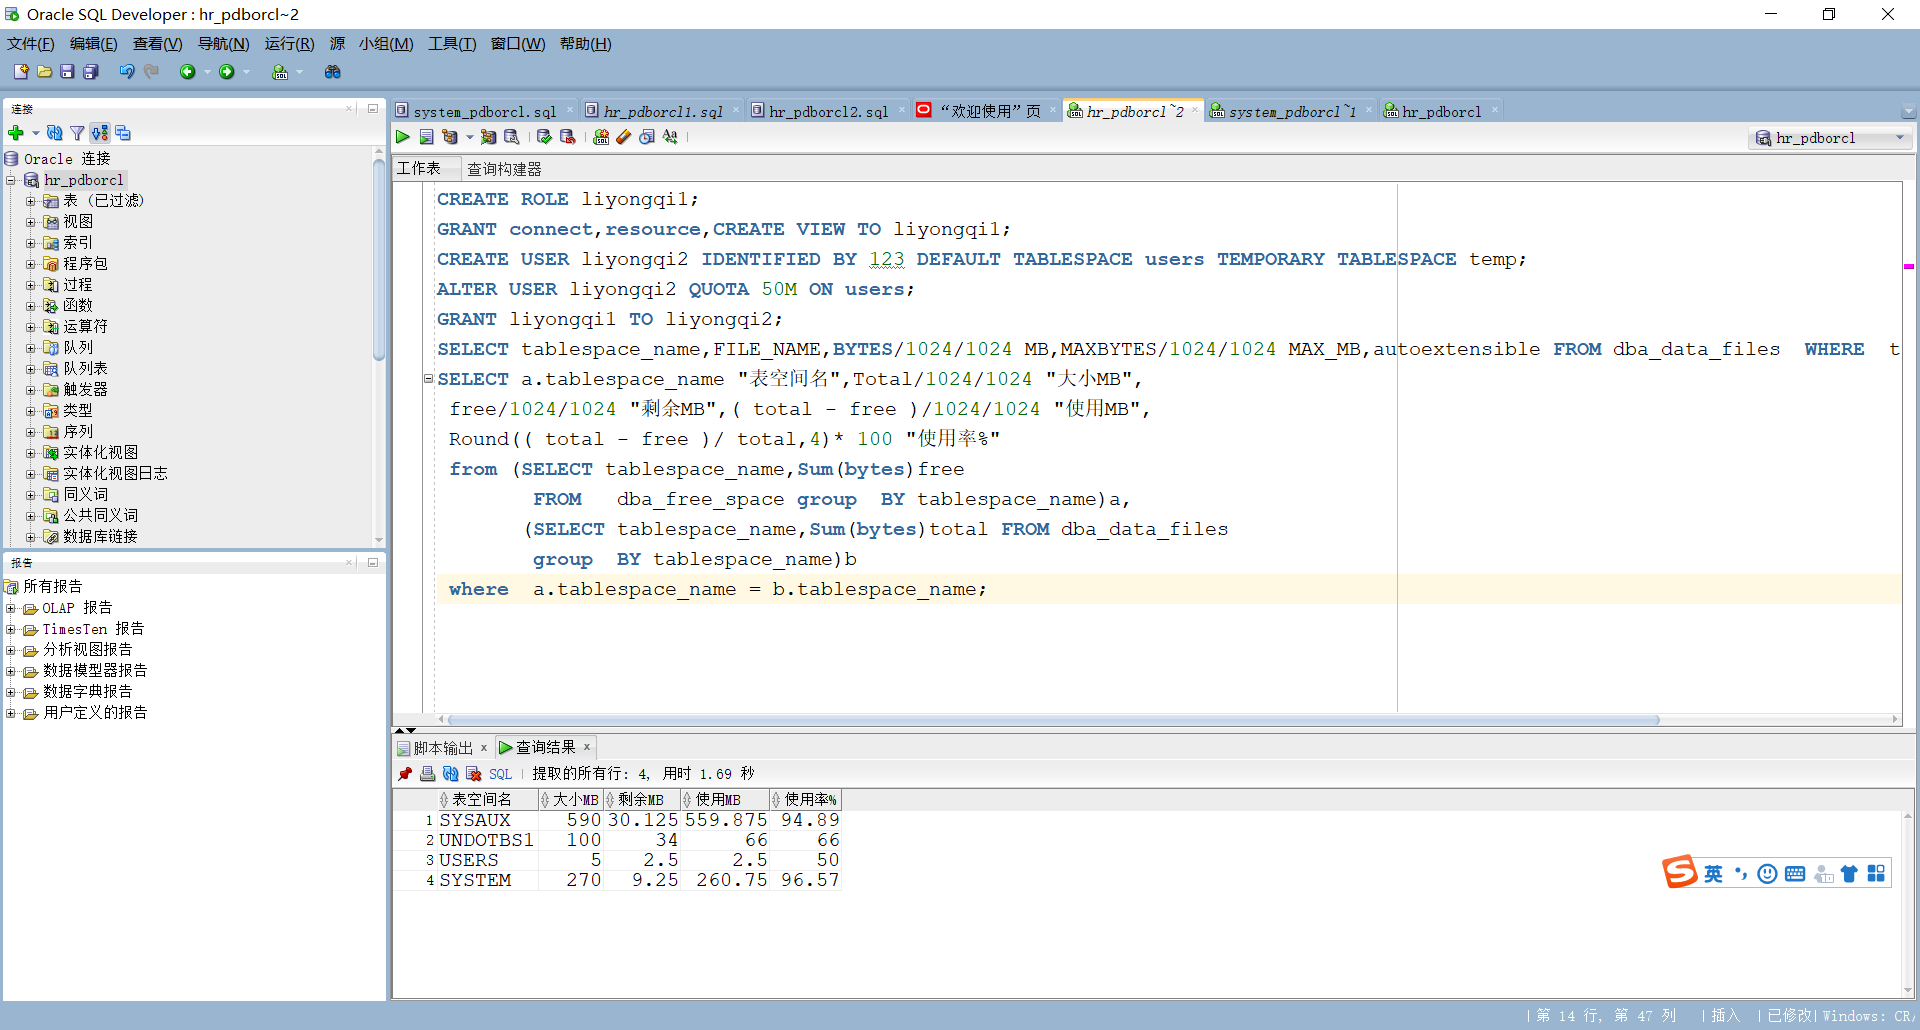 Oracle SQL Developer : hr_pdborcl~2
文件(F) 编辑(E) 查看(V) 导航(N) 运行(R) 源 小组(M) 工具(T) 窗口(W) 帮助(H)
连接
Oracle 连接
hr_pdborcl
表 (已过滤)
视图
索引
程序包
过程
函数
运算符
队列
队列表
触发器
类型
序列
实体化视图
实体化视图日志
同义词
公共同义词
数据库链接
报告
所有报告
OLAP 报告
TimesTen 报告
分析视图报告
数据模型器报告
数据字典报告
用户定义的报告
system_pdborcl.sql hr_pdborcl1.sql hr_pdborcl2.sql “欢迎使用”页 hr_pdborcl~2 system_pdborcl~1 hr_pdborcl
hr_pdborcl
工作表 查询构建器
CREATE ROLE liyongqi1;
GRANT connect,resource,CREATE VIEW TO liyongqi1;
CREATE USER liyongqi2 IDENTIFIED BY 123 DEFAULT TABLESPACE users TEMPORARY TABLESPACE temp;
ALTER USER liyongqi2 QUOTA 50M ON users;
GRANT liyongqi1 TO liyongqi2;
SELECT tablespace_name,FILE_NAME,BYTES/1024/1024 MB,MAXBYTES/1024/1024 MAX_MB,autoextensible FROM dba_data_files  WHERE  t
SELECT a.tablespace_name "表空间名",Total/1024/1024 "大小MB",
free/1024/1024 "剩余MB",( total - free )/1024/1024 "使用MB",
Round(( total - free )/ total,4)* 100 "使用率%"
from (SELECT tablespace_name,Sum(bytes)free
FROM   dba_free_space group  BY tablespace_name)a,
(SELECT tablespace_name,Sum(bytes)total FROM dba_data_files
group  BY tablespace_name)b
where  a.tablespace_name = b.tablespace_name;
脚本输出 x 查询结果 x
SQL | 提取的所有行: 4, 用时 1.69 秒
表空间名 大小MB 剩余MB 使用MB 使用率%
1 SYSAUX 590 30.125 559.875 94.89
2 UNDOTBS1 100 34 66 66
3 USERS 5 2.5 2.5 50
4 SYSTEM 270 9.25 260.75 96.57
英
| 第 14 行, 第 47 列 | 插入 | 已修改| Windows: CR/